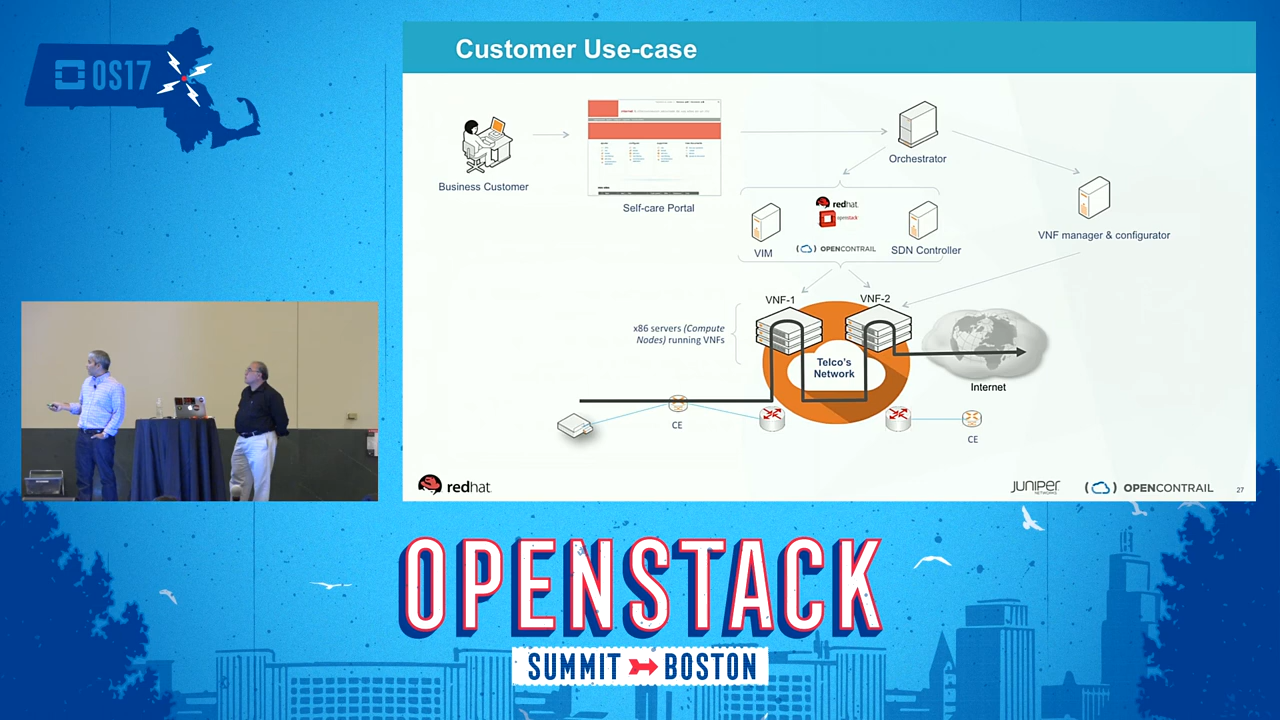 OS17
Customer Use-case
Business Customer
Self-care Portal
Orchestrator
VNF manager & configurator
redhat.
openstack
VIM
OPENCONTRAIL
SDN Controller
VNF-1
VNF-2
x86 servers (Compute
Nodes) running VNFs
Telco's
Network
Internet
CE
CE
redhat.
JUNIPER
NETWORKS
OPENCONTRAIL
27
OPENSTACK
SUMMIT BOSTON